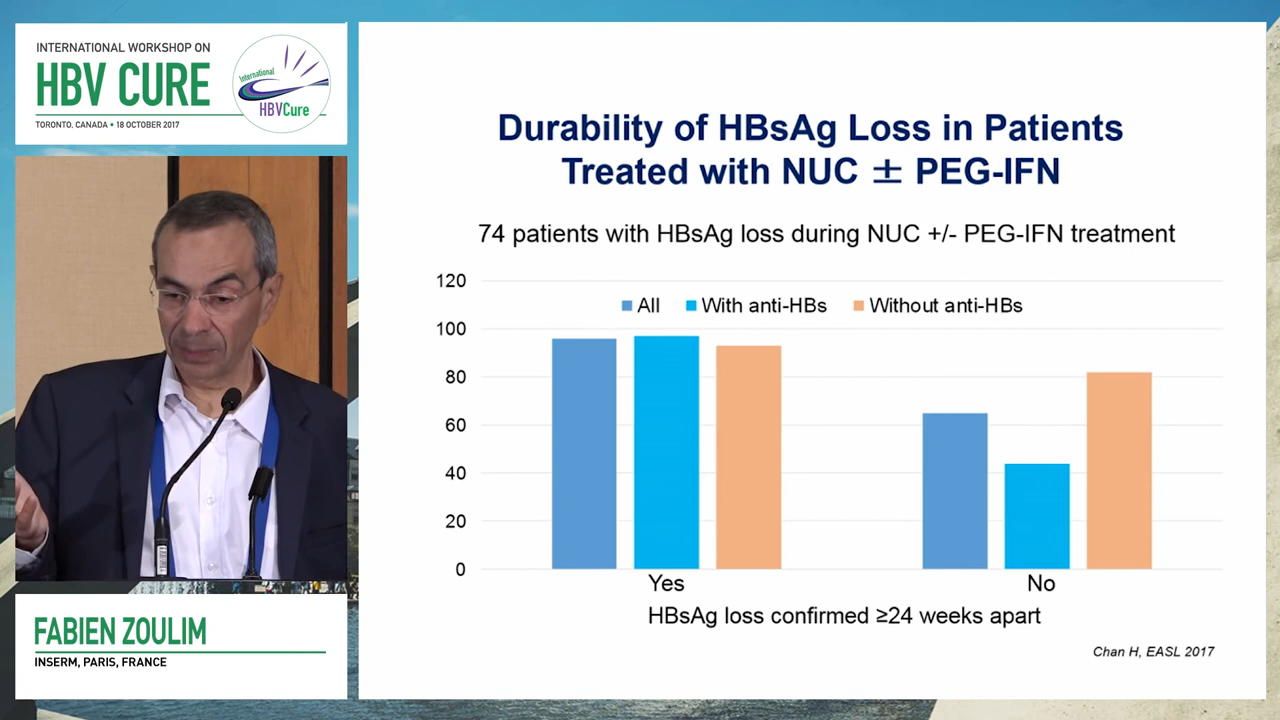 INTERNATIONAL WORKSHOP ON
HBV CURE
TORONTO, CANADA • 18 OCTOBER 2017
International
HBVCure
FABIEN ZOULIM
INSERM, PARIS, FRANCE
Durability of HBsAg Loss in Patients
Treated with NUC ± PEG-IFN
74 patients with HBsAg loss during NUC +/- PEG-IFN treatment
120
All With anti-HBs Without anti-HBs
100
80
60
40
20
0
Yes No
HBsAg loss confirmed ≥24 weeks apart
Chan H, EASL 2017